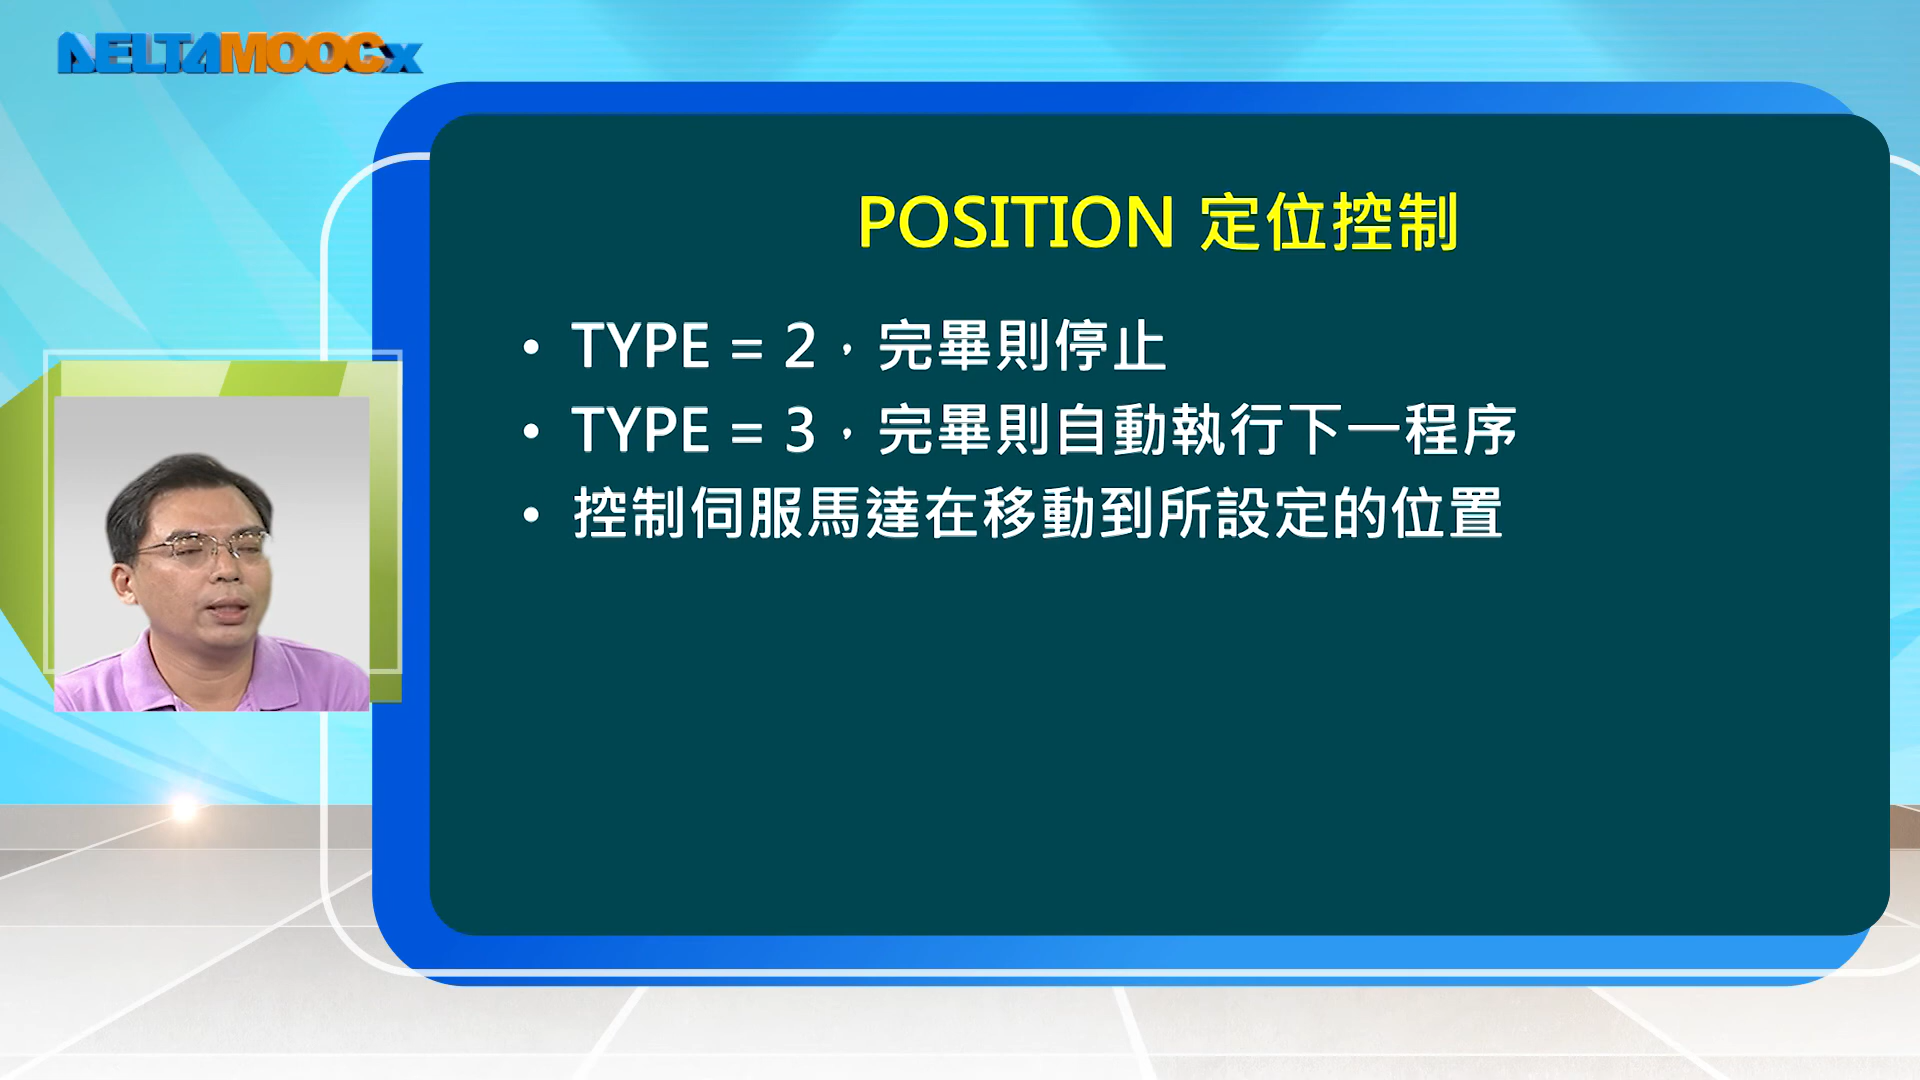 DELTAMOOCx
POSITION 定位控制
• TYPE = 2，完畢則停止
• TYPE = 3，完畢則自動執行下一程序
• 控制伺服馬達在移動到所設定的位置